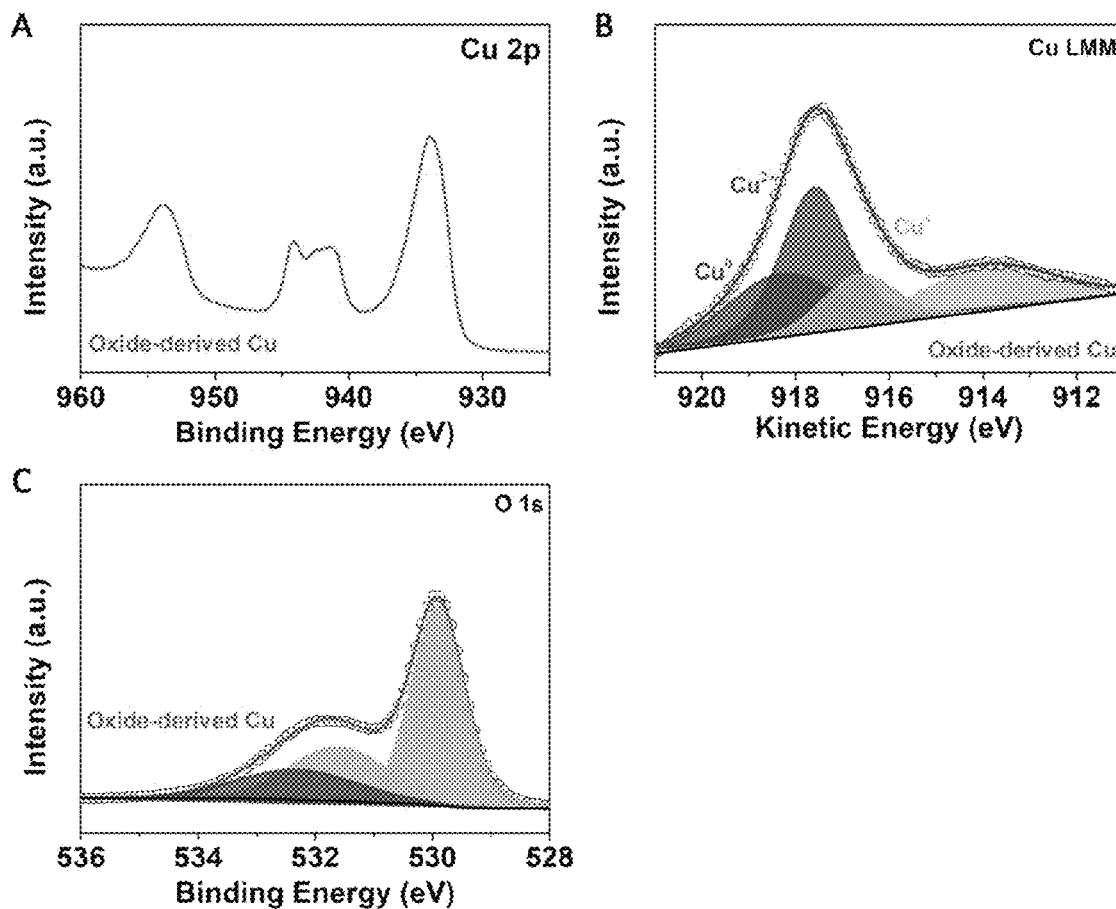 A
Cu 2p
Intensity (a.u.)
Oxide-derived Cu
960 950 940 930
Binding Energy (eV)
B
Cu LMM
Intensity (a.u.)
Cu²⁺
Cu⁺
Cu⁰
Oxide-derived Cu
920 918 916 914 912
Kinetic Energy (eV)
C
O 1s
Intensity (a.u.)
Oxide-derived Cu
536 534 532 530 528
Binding Energy (eV)